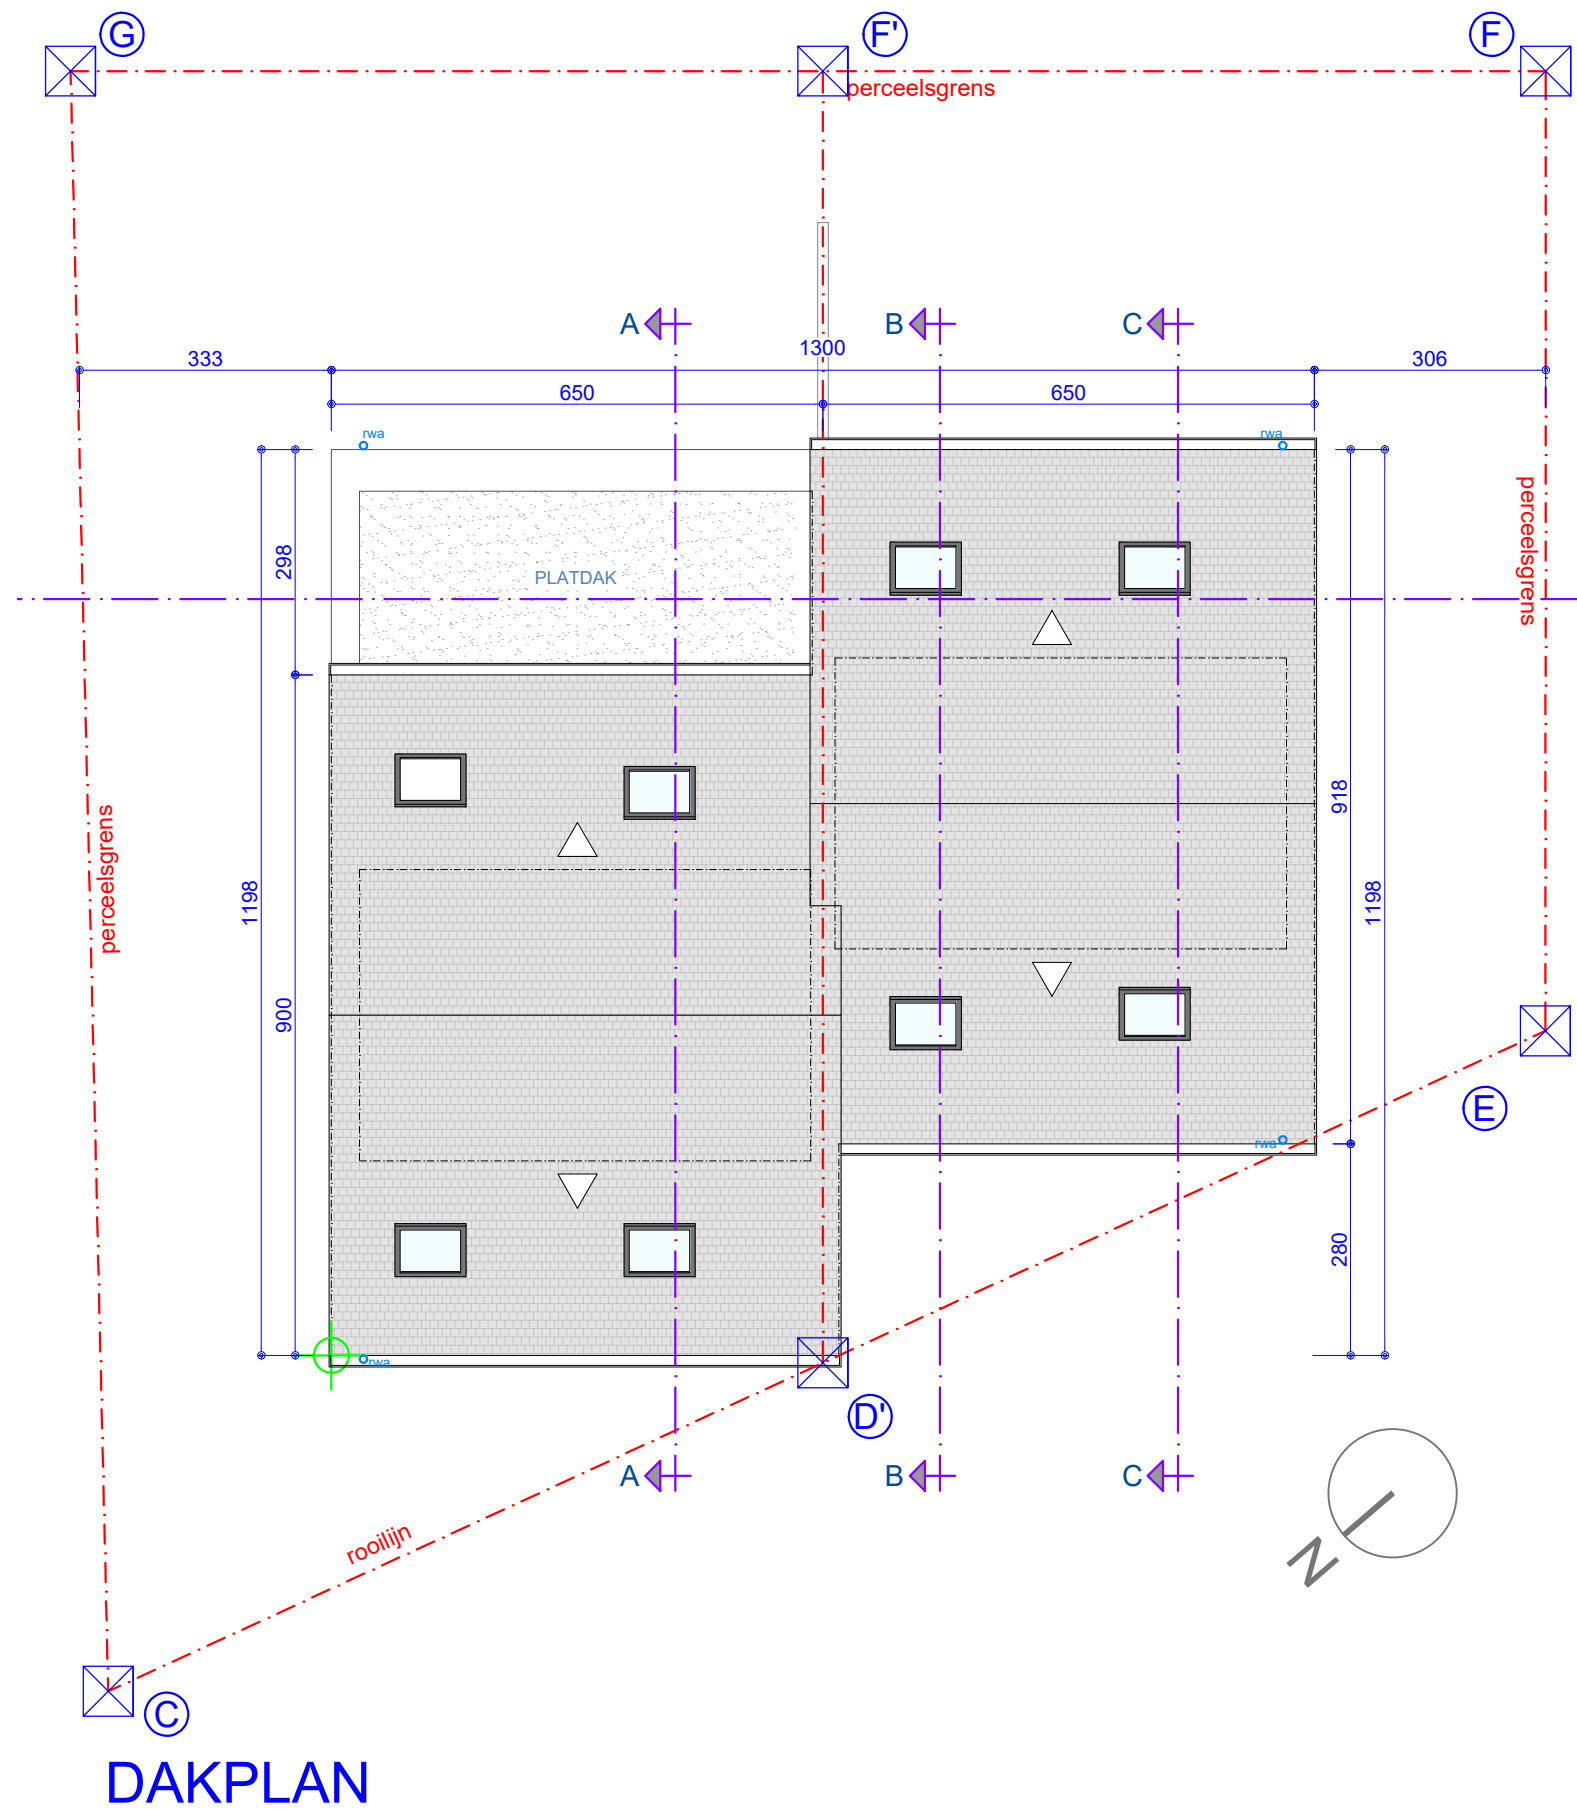 G
F'
F
perceelsgrens
A
B
C
333
1300
306
650
650
rwa
rwa
298
PLATDAK
perceelsgrens
918
perceelsgrens
1198
1198
900
E
rwa
280
rwa
D'
A
B
C
rooilijn
N
C
DAKPLAN